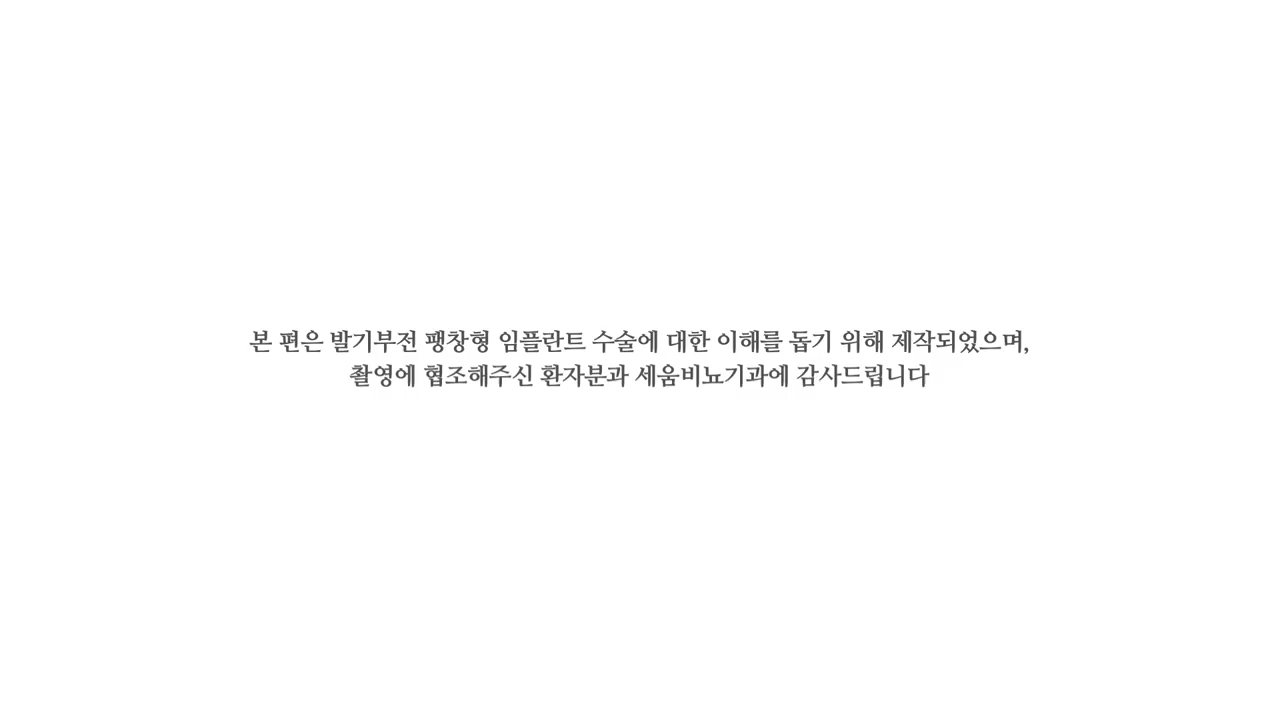 본 편은 발기부전 팽창형 임플란트 수술에 대한 이해를 돕기 위해 제작되었으며,
촬영에 협조해주신 환자분과 세움비뇨기과에 감사드립니다